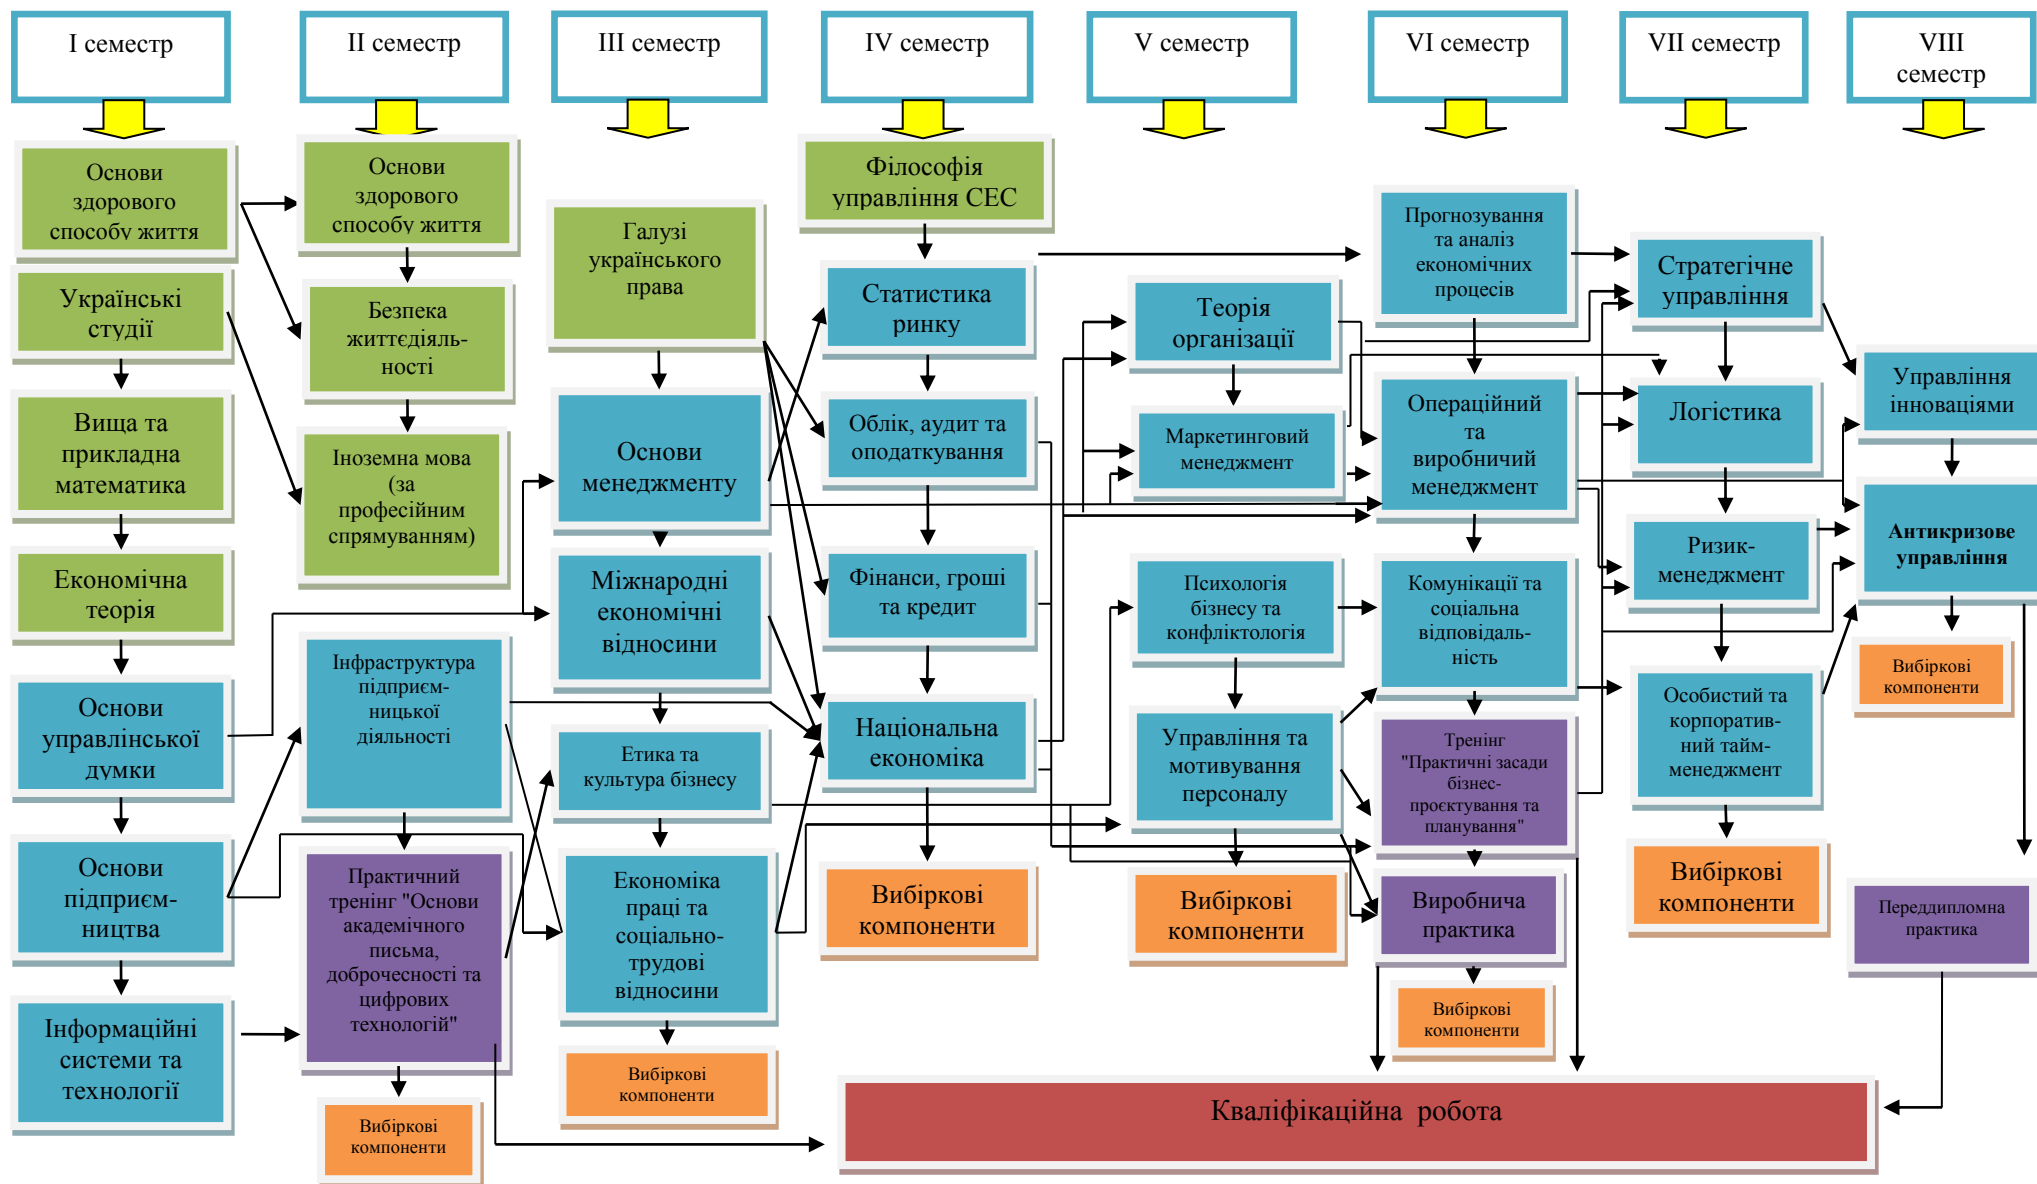 I семестр
II семестр
III семестр
IV семестр
V семестр
VI семестр
VII семестр
VIII
семестр
Основи
здорового
способу життя
Українські
студії
Вища та
прикладна
математика
Економічна
теорія
Основи
управлінської
думки
Основи
підприєм-
ництва
Інформаційні
системи та
технології
Основи
здорового
способу життя
Безпека
життєдіяль-
ності
Іноземна мова
(за
професійним
спрямуванням)
Інфраструктура
підприєм-
ницької
діяльності
Практичний
тренінг "Основи
академічного
письма,
доброчесності та
цифрових
технологій"
Вибіркові
компоненти
Галузі
українського
права
Основи
менеджменту
Міжнародні
економічні
відносини
Етика та
культура бізнесу
Економіка
праці та
соціально-
трудові
відносини
Вибіркові
компоненти
Філософія
управління СЕС
Статистика
ринку
Облік, аудит та
оподаткування
Фінанси, гроші
та кредит
Національна
економіка
Вибіркові
компоненти
Теорія
організації
Маркетинговий
менеджмент
Психологія
бізнесу та
конфліктологія
Управління та
мотивування
персоналу
Вибіркові
компоненти
Прогнозування
та аналіз
економічних
процесів
Операційний
та
виробничий
менеджмент
Комунікації та
соціальна
відповідаль-
ність
Тренінг
"Практичні засади
бізнес-
проєктування та
планування"
Виробнича
практика
Вибіркові
компоненти
Стратегічне
управління
Логістика
Ризик-
менеджмент
Особистий та
корпоратив-
ний тайм-
менеджмент
Вибіркові
компоненти
Управління
інноваціями
Антикризове
управління
Вибіркові
компоненти
Переддипломна
практика
Кваліфікаційна робота